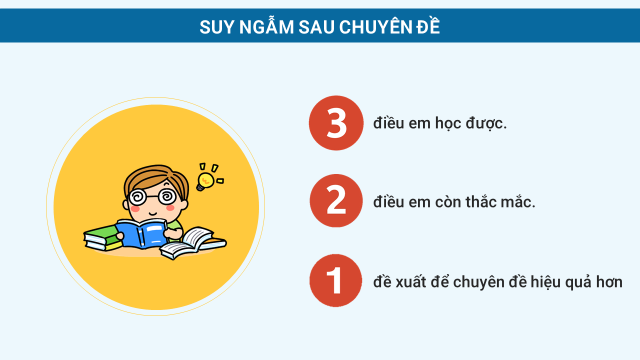 SUY NGẪM SAU CHUYÊN ĐỀ
3 điều em học được.
2 điều em còn thắc mắc.
1 đề xuất để chuyên đề hiệu quả hơn